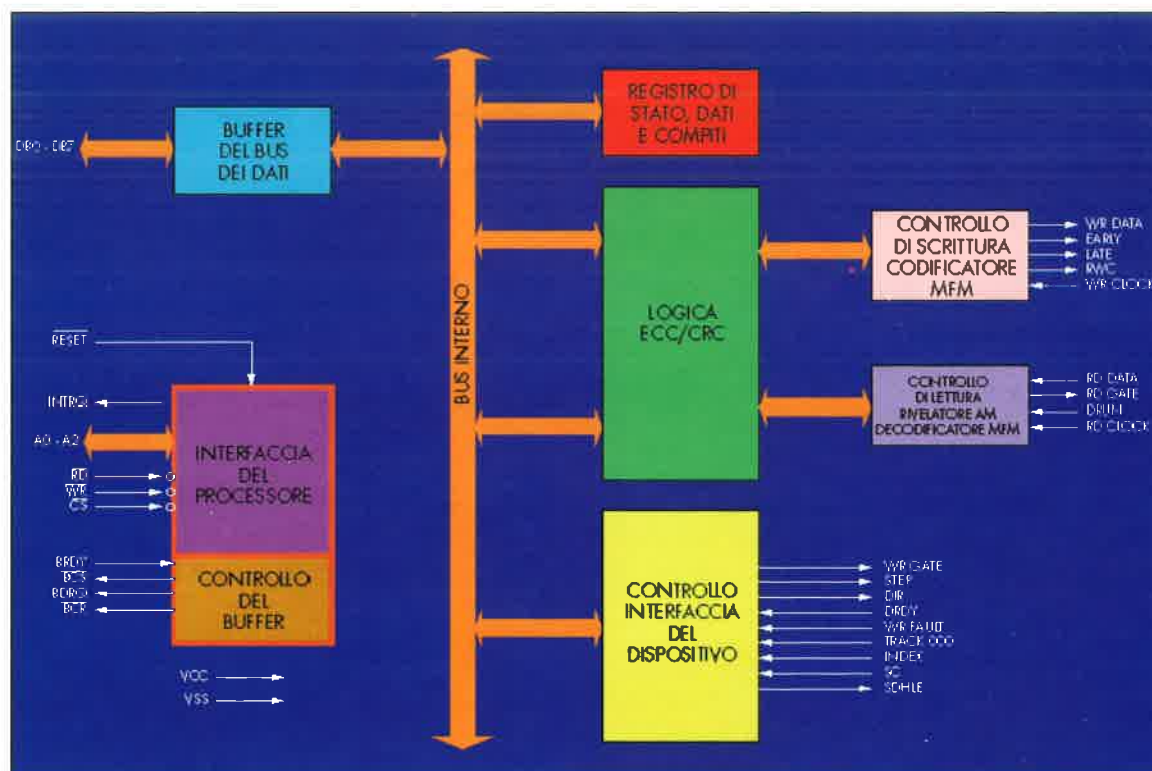 DB0 - DB7
BUFFER
DEL BUS
DEI DATI
RESET
INTRQ
A0 - A2
RD
WR
CS
INTERFACCIA
DEL
PROCESSORE
BRDY
BCS
BDRQ
BCR
CONTROLLO
DEL
BUFFER
VCC
VSS
BUS INTERNO
REGISTRO DI
STATO, DATI
E COMPITI
LOGICA
ECC/CRC
CONTROLLO
DI SCRITTURA
CODIFICATORE
MFM
WR DATA
EARLY
LATE
RWC
WR CLOCK
CONTROLLO
DI LETTURA
RIVELATORE AM
DECODIFICATORE MFM
RD DATA
RD GATE
DRUM
RD CLOCK
CONTROLLO
INTERFACCIA
DEL
DISPOSITIVO
WR GATE
STEP
DIR
DRDY
WR FAULT
TRACK 000
INDEX
SC
SDHLE